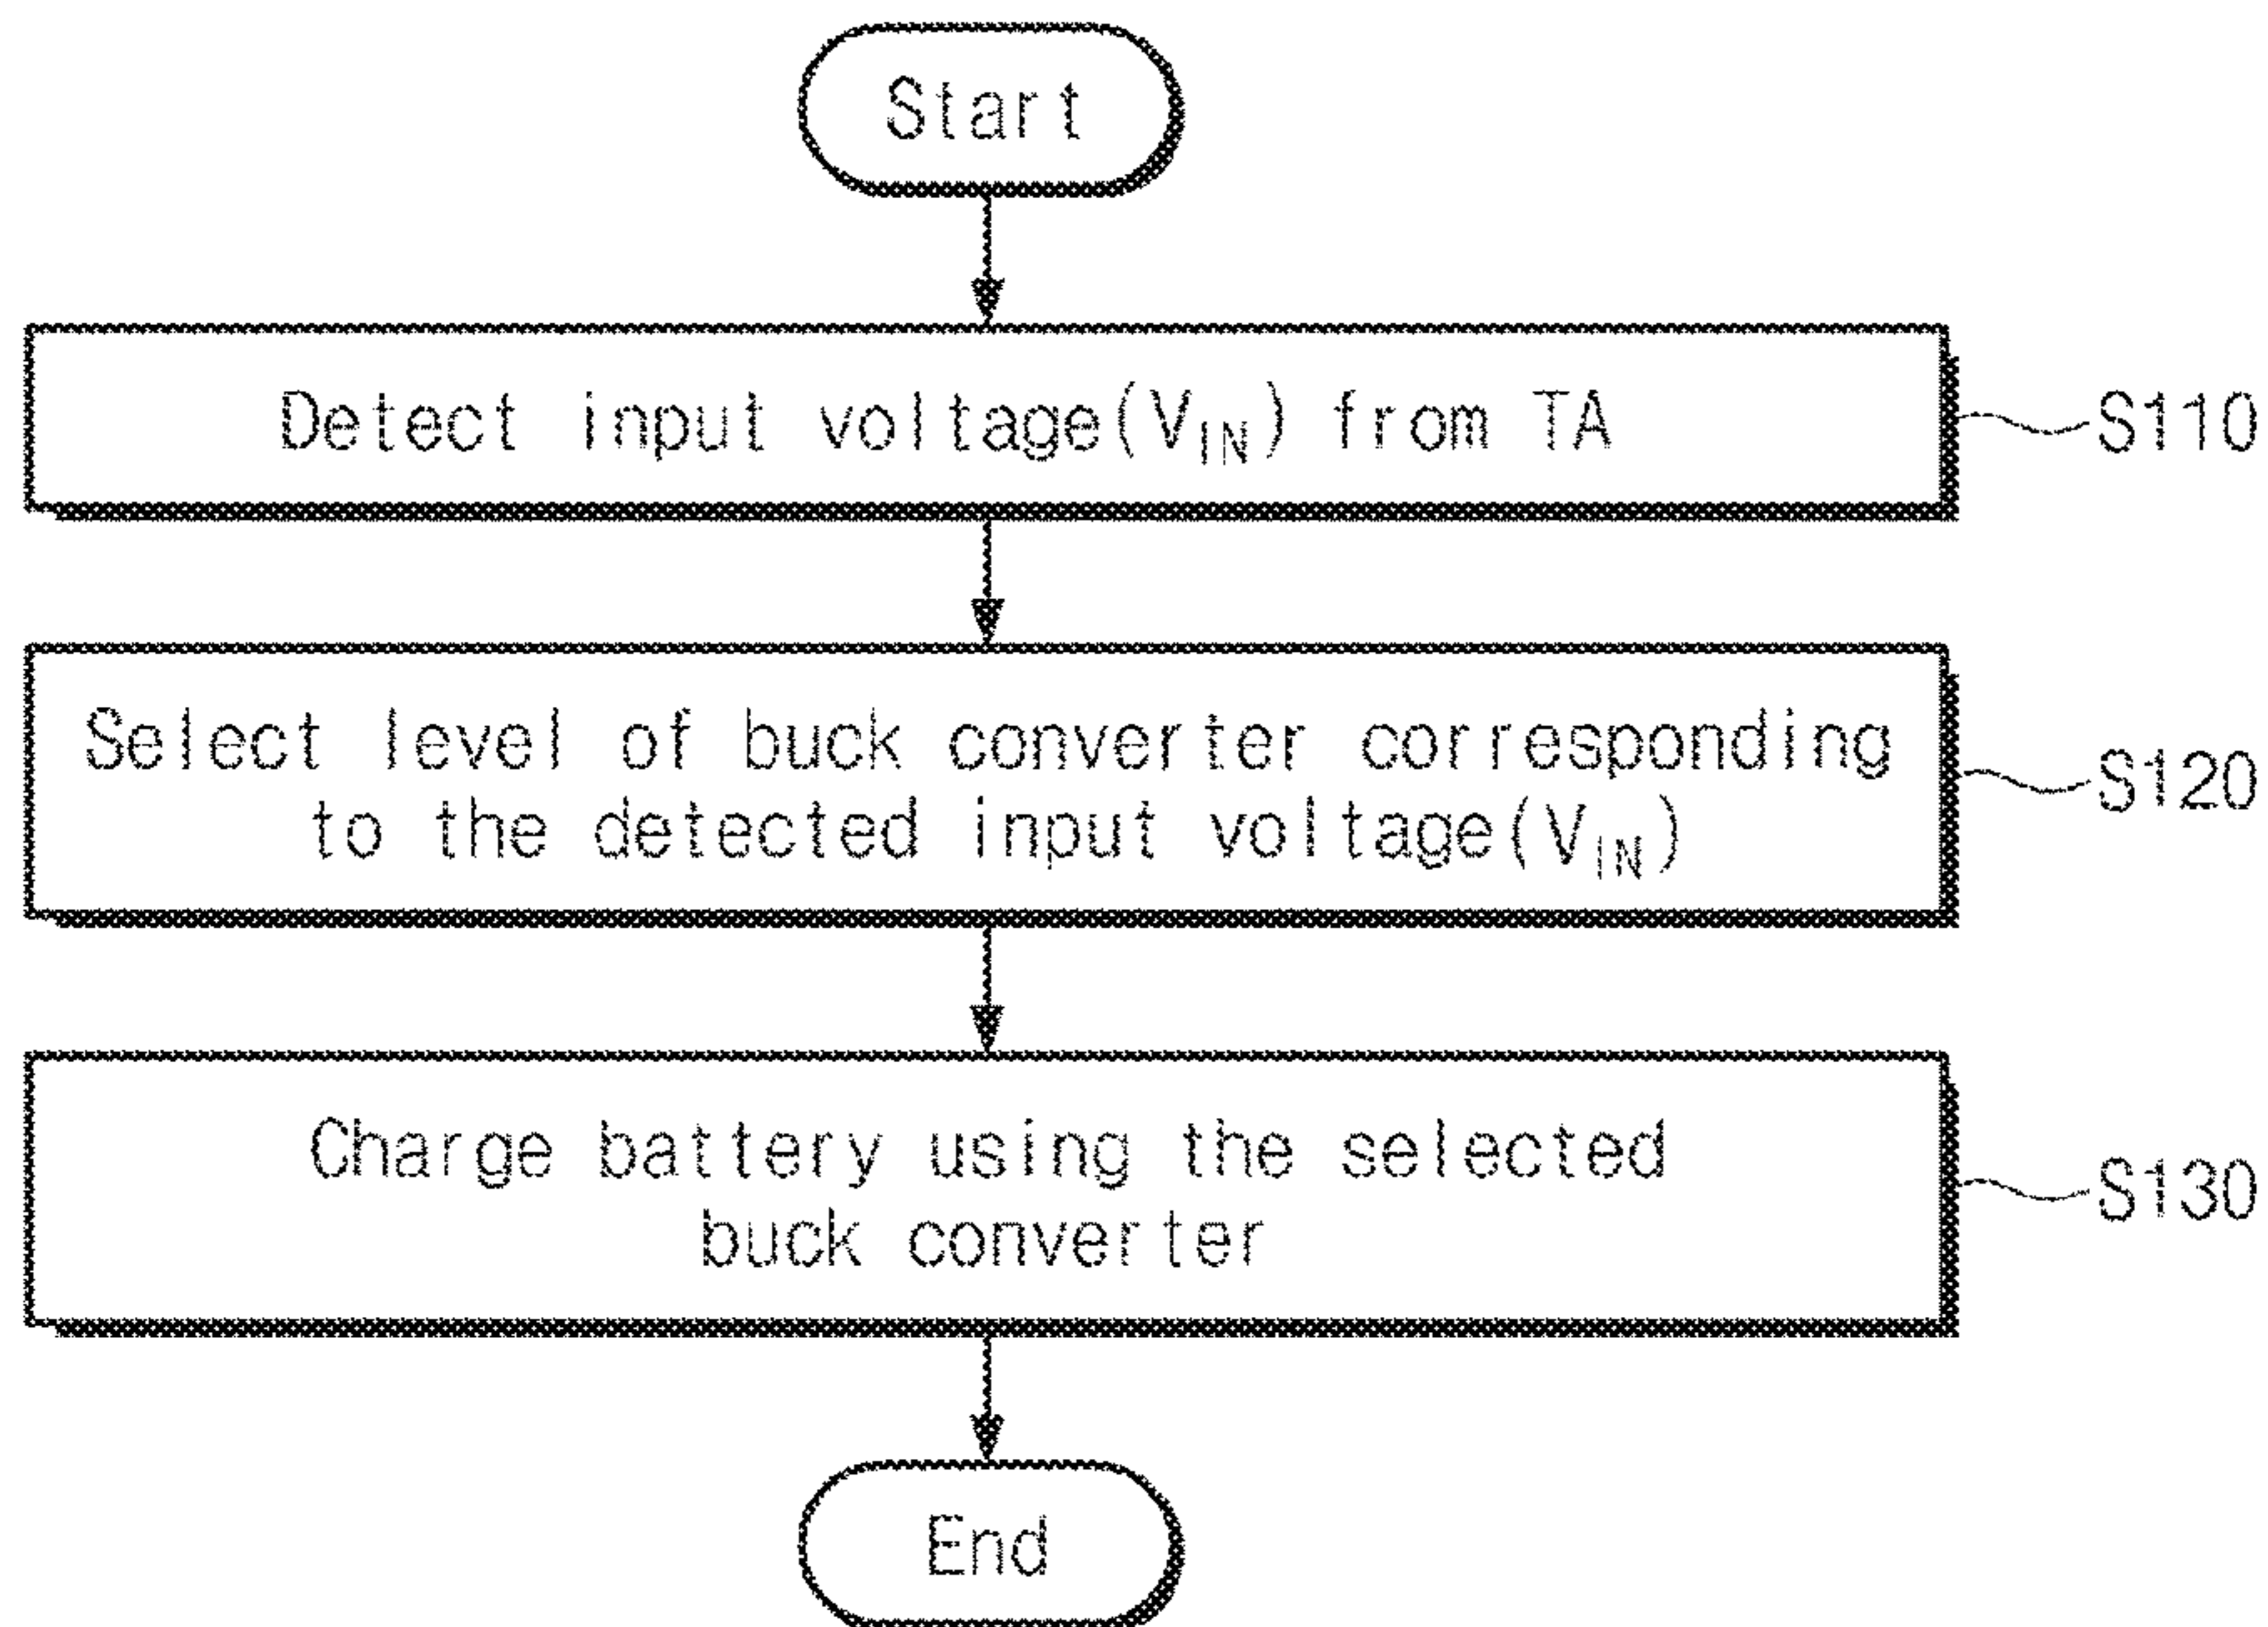 Start
Detect input voltage(VIN) from TA
S110
Select level of buck converter corresponding
to the detected input voltage(VIN)
S120
Charge battery using the selected
buck converter
S130
End